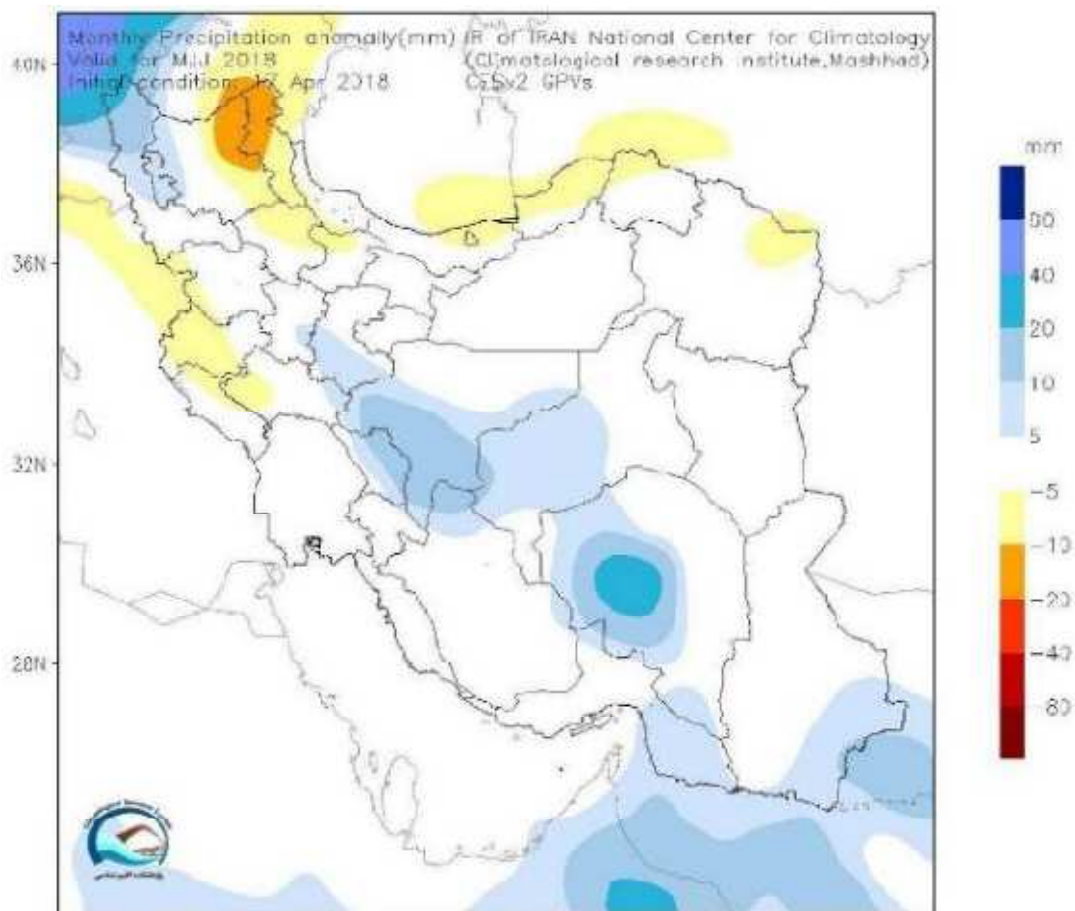 Monthly Precipitation anomaly(mm) IR of IRAN National Center for Climatology
Valid for MJJ 2018 (Climatological research institute,Mashhad)
Initial condition: 17 Apr 2018 CFSv2 GPVs
40N
36N
32N
28N
mm
80
40
20
10
5
-5
-10
-20
-40
-80